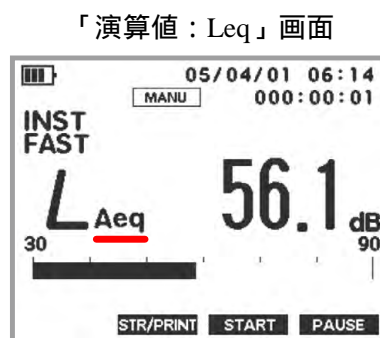 「演算値：Leq」画面
05/04/01 06:14
MANU 000:00:01
INST
FAST
LAeq 56.1 dB
30 90
STR/PRINT START PAUSE